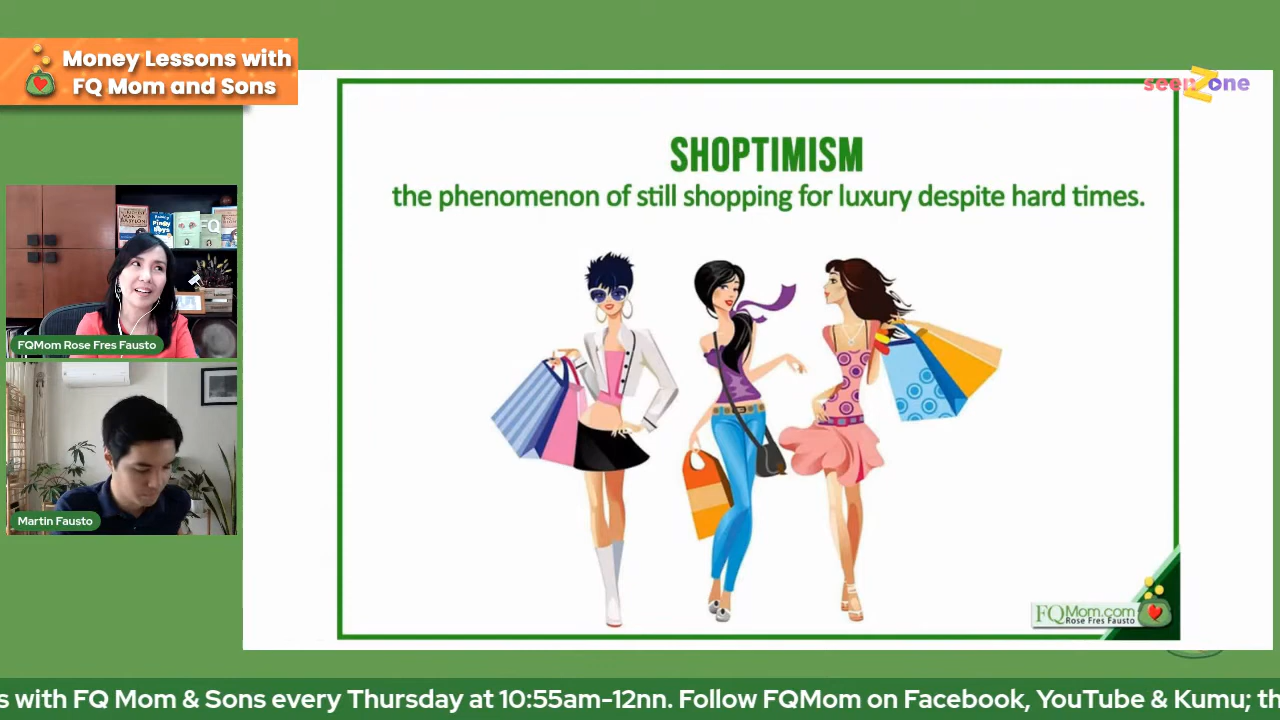 Money Lessons with
FQ Mom and Sons
seenZone
SHOPTIMISM
the phenomenon of still shopping for luxury despite hard times.
FQ
FQMom Rose Fres Fausto
Martin Fausto
FQMom.com
Rose Fres Fausto
s with FQ Mom & Sons every Thursday at 10:55am-12nn. Follow FQMom on Facebook, YouTube & Kumu; th